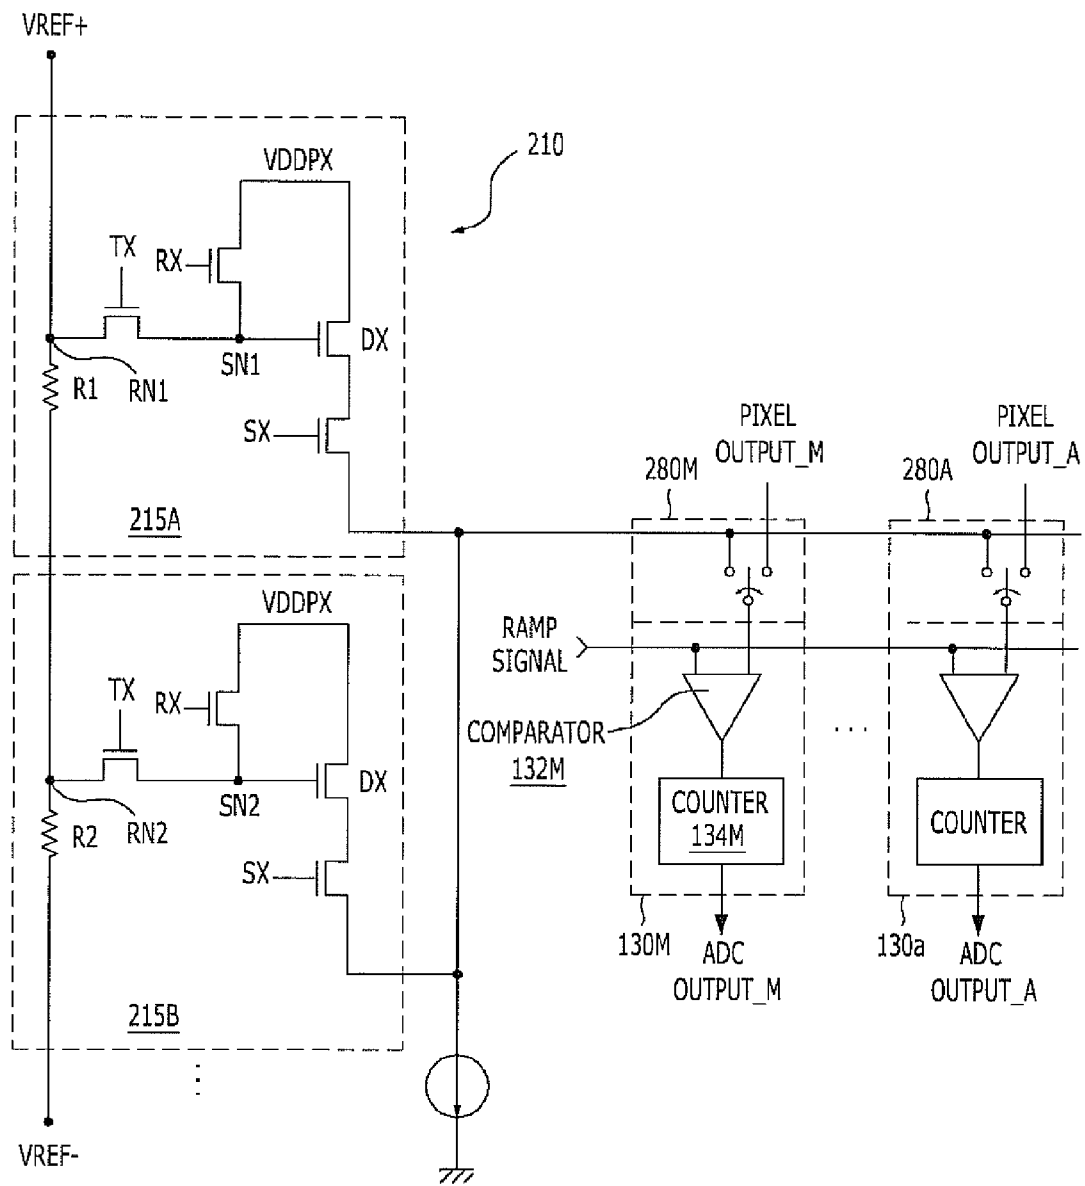 VREF+
210
VDDPX
TX
RX
DX
SN1
RN1
R1
SX
215A
PIXEL
OUTPUT_M
PIXEL
OUTPUT_A
280M
280A
VDDPX
RAMP
SIGNAL
TX
RX
DX
SN2
RN2
R2
SX
215B
COMPARATOR
132M
. . .
COUNTER
134M
COUNTER
130M
130a
ADC
OUTPUT_M
ADC
OUTPUT_A
VREF-